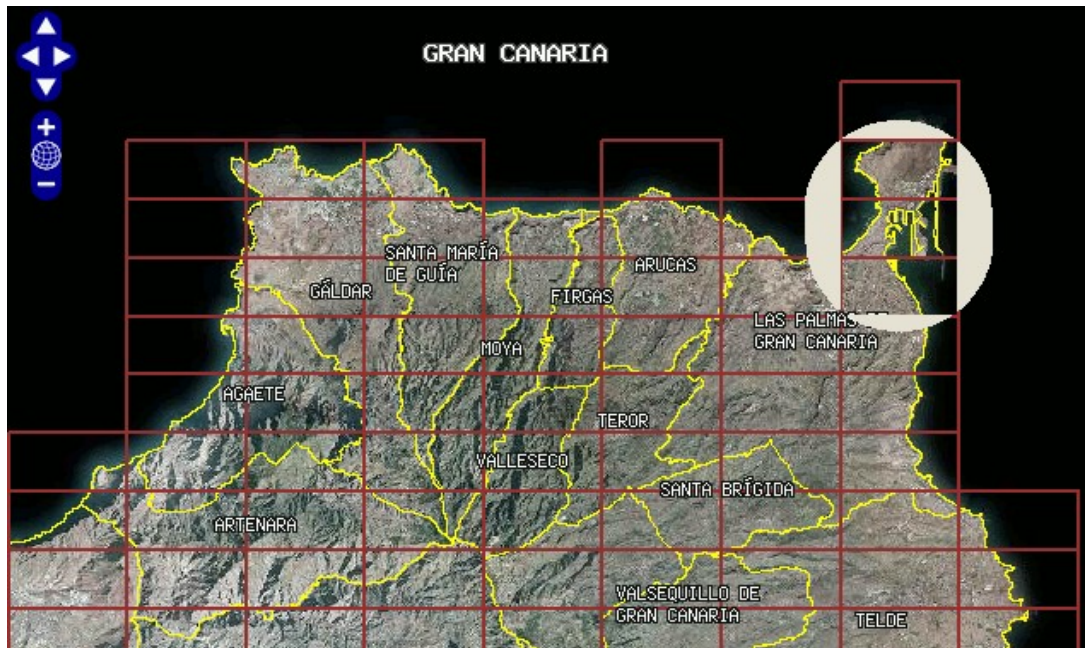 GRAN CANARIA
SANTA MARÍA
DE GUÍA
ARUCAS
GÁLDAR
FIRGAS
LAS PALMAS DE
GRAN CANARIA
MOYA
AGAETE
TEROR
VALLESECO
SANTA BRÍGIDA
ARTENARA
VALSEQUILLO DE
GRAN CANARIA
TELDE